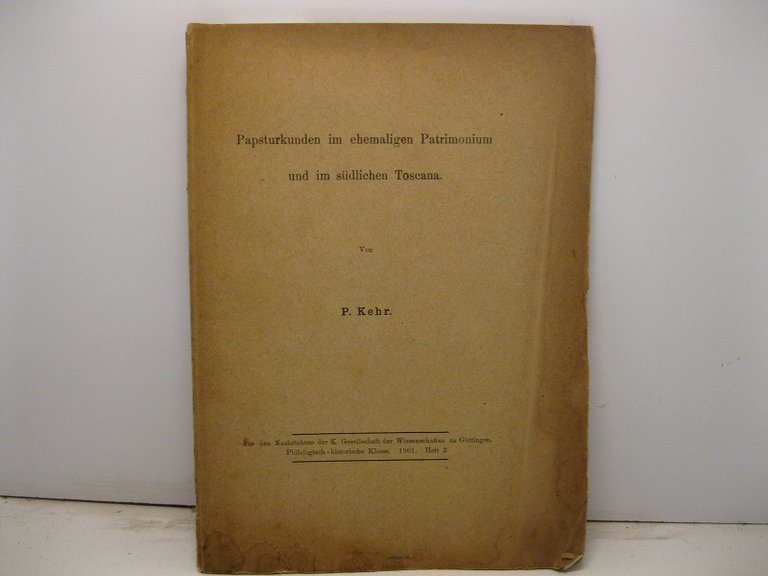 Papsturkunden im ehemaligen Patrimonium
und im südlichen Toscana.
Von
P. Kehr.
Aus den Nachrichten der K. Gesellschaft der Wissenschaften zu Göttingen.
Philologisch-historische Klasse. 1901. Heft 2